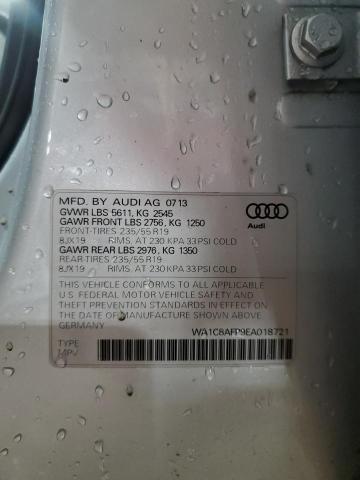 MFD. BY AUDI AG 07 13
GVWR LBS 5611, KG 2545
GAWR FRONT LBS 2756, KG 1250
FRONT-TIRES 235/55 R19
8JX19 RIMS, AT 230 KPA 33 PSI COLD
GAWR REAR LBS 2976, KG 1350
REAR-TIRES 235/55 R19
8JX19 RIMS, AT 230 KPA 33 PSI COLD
Audi
THIS VEHICLE CONFORMS TO ALL APPLICABLE
U.S. FEDERAL MOTOR VEHICLE SAFETY AND
THEFT PREVENTION STANDARDS IN EFFECT ON
THE DATE OF MANUFACTURE SHOWN ABOVE
GERMANY
WA1C8AFP9EA018721
TYPE
MPV